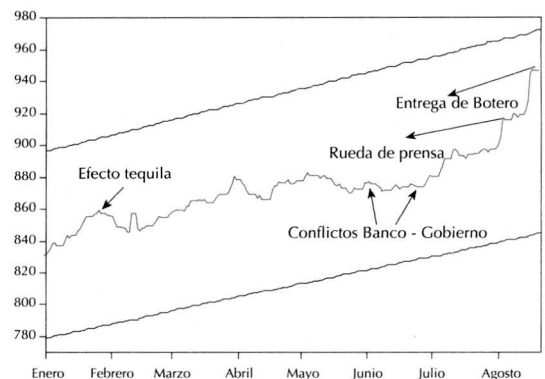 980
960
940
920
900
880
860
840
820
800
780
Entrega de Botero
Rueda de prensa
Efecto tequila
Conflictos Banco - Gobierno
Enero Febrero Marzo Abril Mayo Junio Julio Agosto